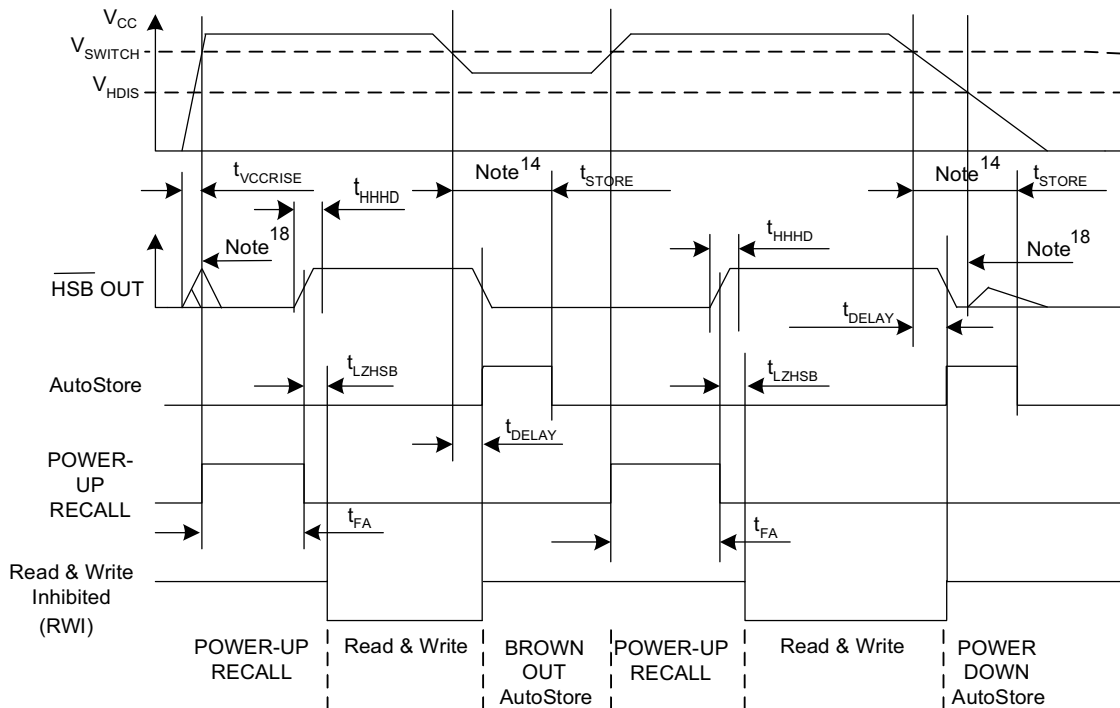 VCC
VSWITCH
VHDIS
tVCCRISE
tHHHD
Note14
tSTORE
Note14
tSTORE
Note18
tHHHD
Note18
HSB OUT
tDELAY
AutoStore
tLZHSB
tLZHSB
tDELAY
POWER-
UP
RECALL
tFA
tFA
Read & Write
Inhibited
(RWI)
POWER-UP
RECALL
Read & Write
BROWN
OUT
AutoStore
POWER-UP
RECALL
Read & Write
POWER
DOWN
AutoStore